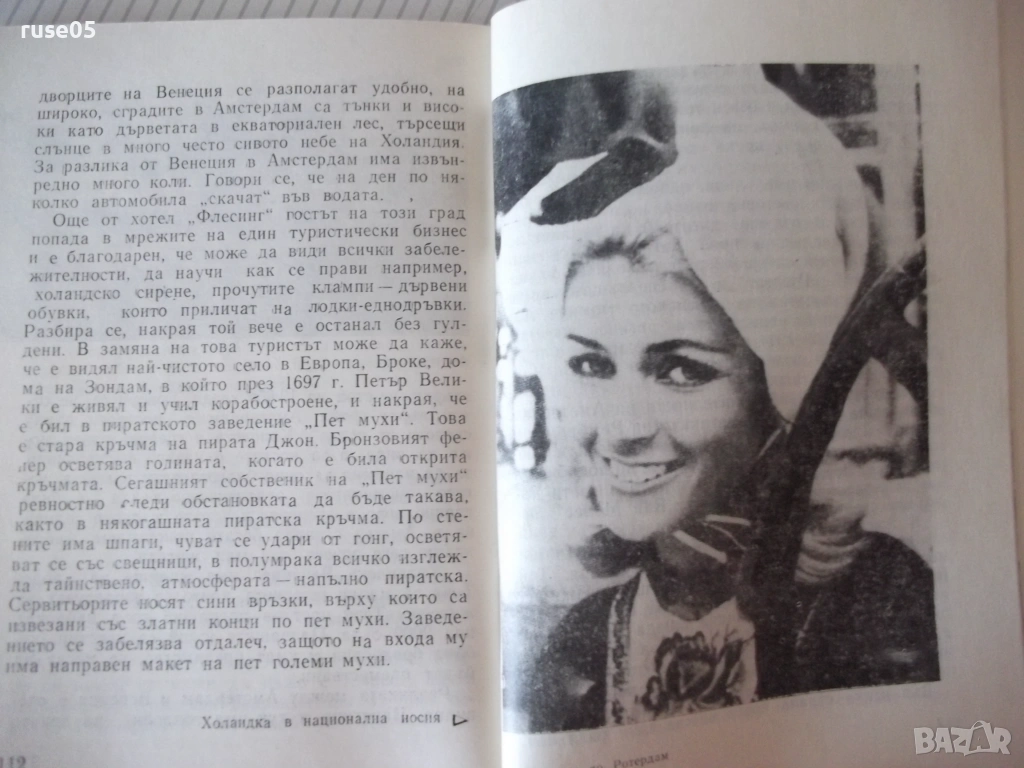 ruse05
дворците на Венеция се разполагат удобно, на
широко, сградите в Амстердам са тънки и висо-
ки като дърветата в екваториален лес, търсещи
слънце в много често сивото небе на Холандия.
За разлика от Венеция в Амстердам има извън-
редно много коли. Говори се, че на ден по ня-
колко автомобила „скачат“ във водата.
Още от хотел „Флесинг“ гостът на този град
попада в мрежите на един туристически бизнес
и е благодарен, че може да види всички забеле-
жителности, да научи как се прави например,
холандско сирене, прочутите клампи — дървени
обувки, които приличат на лодки-еднодръвки.
Разбира се, накрая той вече е останал без гул-
дени. В замяна на това туристът може да каже,
че е видял най-чистото село в Европа, Броке, до-
ма на Зондам, в който през 1697 г. Петър Вели-
ки е живял и учил корабостроене, и накрая, че
е бил в пиратското заведение „Пет мухи“. Това
е стара кръчма на пирата Джон. Бронзовият фе-
нер осветява годината, когато е била открита
кръчмата. Сегашният собственик на „Пет мухи“
ревностно следи обстановката да бъде такава,
както в някогашната пиратска кръчма. По сте-
ните има шпаги, чуват се удари от гонг, осветя-
ват се със свещници, в полумрака всичко изглеж-
да тайнствено, атмосферата — напълно пиратска.
Сервитьорите носят сини връзки, върху които са
извезани със златни конци по пет мухи. Заведе-
нието се забелязва отдалеч, защото на входа му
има направен макет на пет големи мухи.
Холандка в национална носия
112
Ротердам
BAZAR